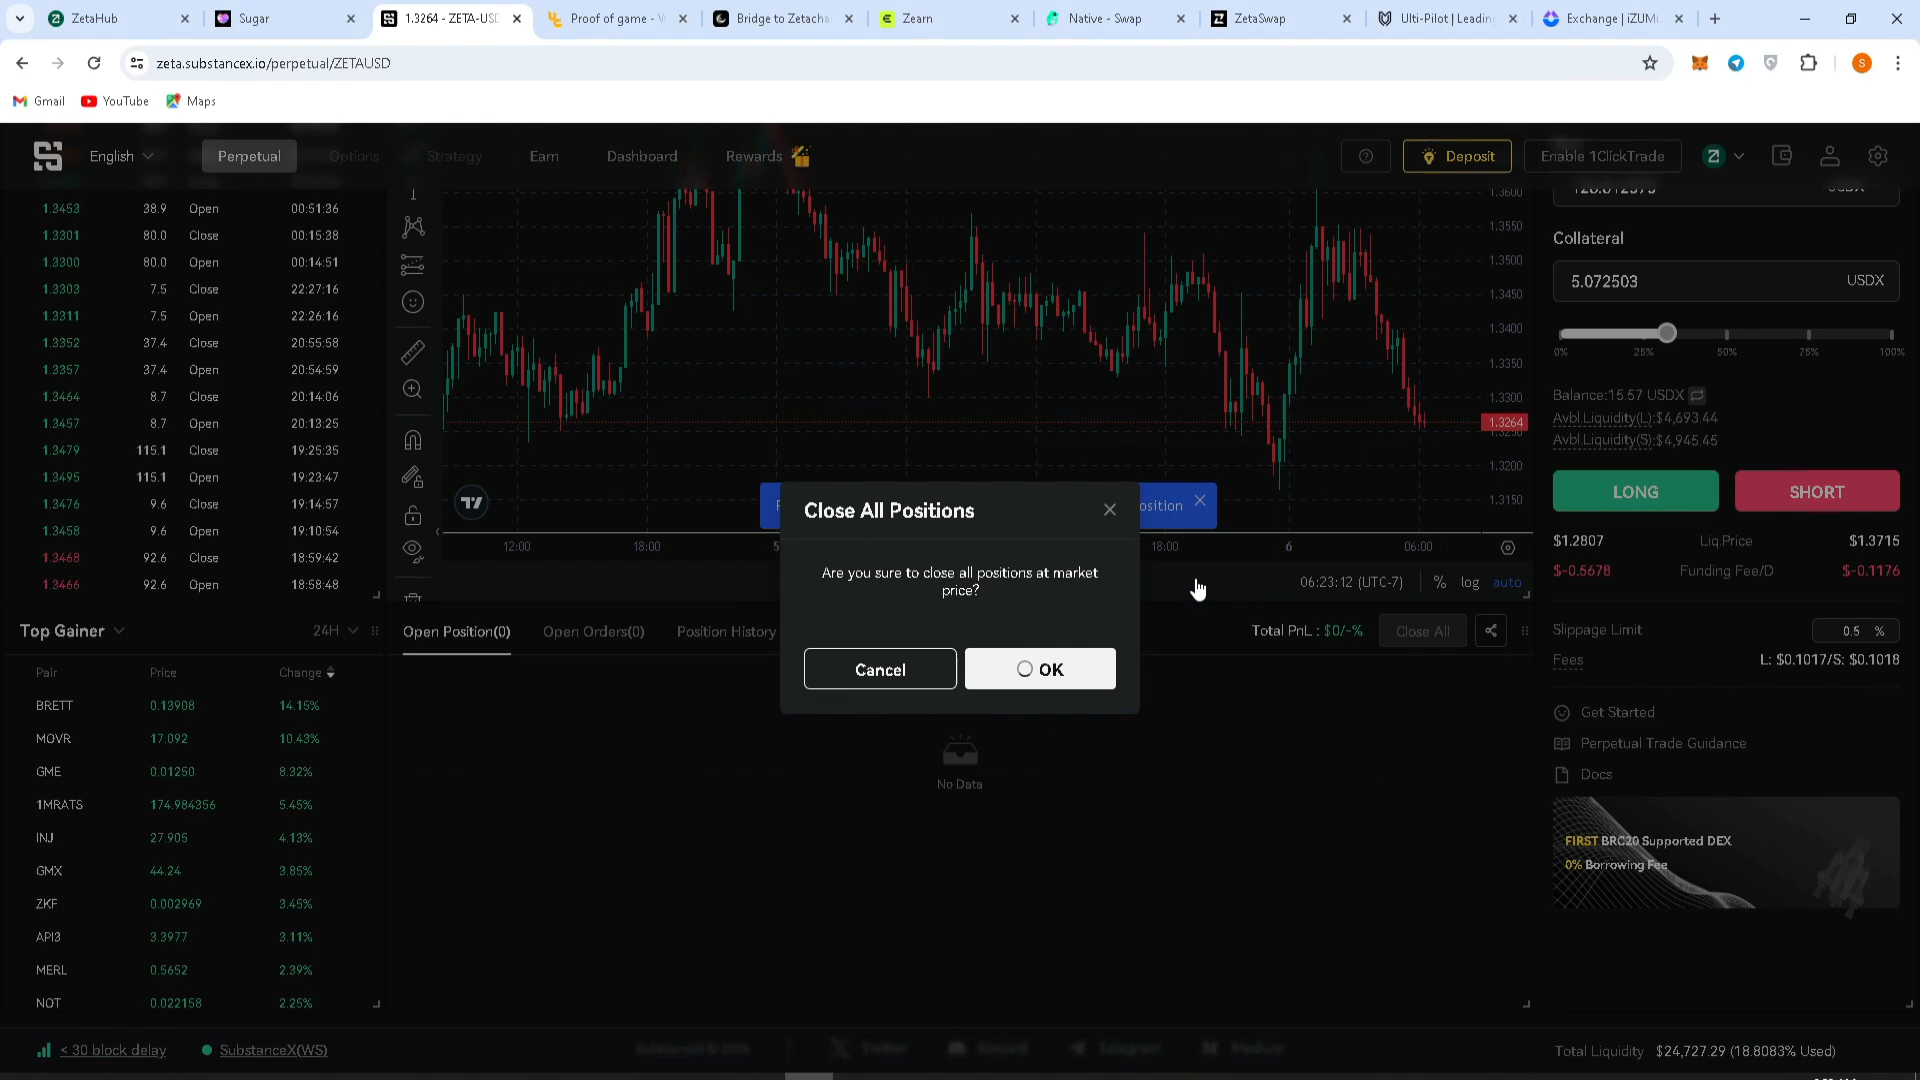 ZetaHub
Sugar
1.3264 - ZETA-USD
Proof of game - V
Bridge to Zetacha
Zearn
Native - Swap
ZetaSwap
Ulti-Pilot | Leading
Exchange | iZUMi
zeta.substancex.io/perpetual/ZETAUSD
S
Gmail
YouTube
Maps
English
Perpetual
Options
Strategy
Earn
Dashboard
Rewards
Deposit
Enable 1ClickTrade
1.3453 38.9 Open 00:51:36
1.3301 80.0 Close 00:15:38
1.3300 80.0 Open 00:14:51
1.3303 7.5 Close 22:27:16
1.3311 7.5 Open 22:26:16
1.3352 37.4 Close 20:55:58
1.3357 37.4 Open 20:54:59
1.3464 8.7 Close 20:14:06
1.3457 8.7 Open 20:13:25
1.3479 115.1 Close 19:25:35
1.3495 115.1 Open 19:23:47
1.3476 9.6 Close 19:14:57
1.3458 9.6 Open 19:10:54
1.3468 92.6 Close 18:59:42
1.3466 92.6 Open 18:58:48
1.3600
1.3550
1.3500
1.3450
1.3400
1.3350
1.3300
1.3264
1.3250
1.3200
1.3150
12:00
18:00
5
18:00
6
06:00
06:23:12 (UTC-7)
%
log
auto
osition
Close All Positions
Are you sure to close all positions at market
price?
Cancel
OK
USDX
Collateral
5.072503 USDX
0% 25% 50% 75% 100%
Balance:15.57 USDX
Avbl.Liquidity(L):$4,693.44
Avbl.Liquidity(S):$4,945.45
LONG
SHORT
$1.2807 Liq.Price $1.3715
$-0.5678 Funding Fee/D $-0.1176
Slippage Limit 0.5 %
Fees L: $0.1017/S: $0.1018
Get Started
Perpetual Trade Guidance
Docs
FIRST BRC20 Supported DEX
0% Borrowing Fee
Top Gainer
24H
Pair Price Change
BRETT 0.13908 14.15%
MOVR 17.092 10.43%
GME 0.01250 8.32%
1MRATS 174.984356 5.45%
INJ 27.905 4.13%
GMX 44.24 3.85%
ZKF 0.002969 3.45%
API3 3.3977 3.11%
MERL 0.5652 2.39%
NOT 0.022158 2.25%
Open Position(0)
Open Orders(0)
Position History
Total PnL : $0/-%
Close All
No Data
< 30 block delay
SubstanceX(WS)
SubstanceX © 2024
Twitter
Discord
Telegram
Medium
Total Liquidity $24,727.29 (18.8083% Used)